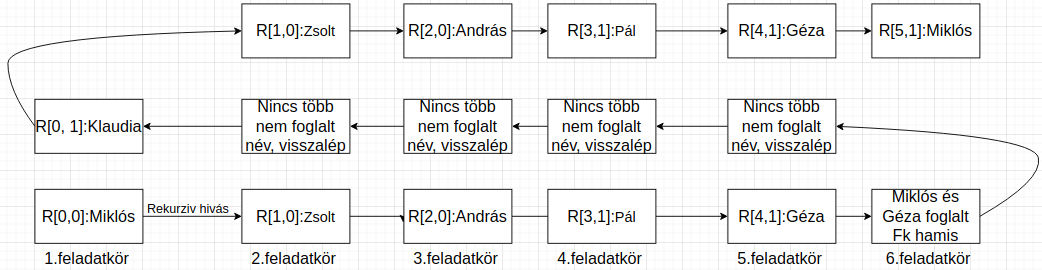 R[1,0]:Zsolt
R[2,0]:András
R[3,1]:Pál
R[4,1]:Géza
R[5,1]:Miklós
R[0, 1]:Klaudia
Nincs több
nem foglalt
név, visszalép
Nincs több
nem foglalt
név, visszalép
Nincs több
nem foglalt
név, visszalép
Nincs több
nem foglalt
név, visszalép
R[0,0]:Miklós
Rekurziv hivás
R[1,0]:Zsolt
R[2,0]:András
R[3,1]:Pál
R[4,1]:Géza
Miklós és
Géza foglalt
Fk hamis
1.feladatkör
2.feladatkör
3.feladatkör
4.feladatkör
5.feladatkör
6.feladatkör